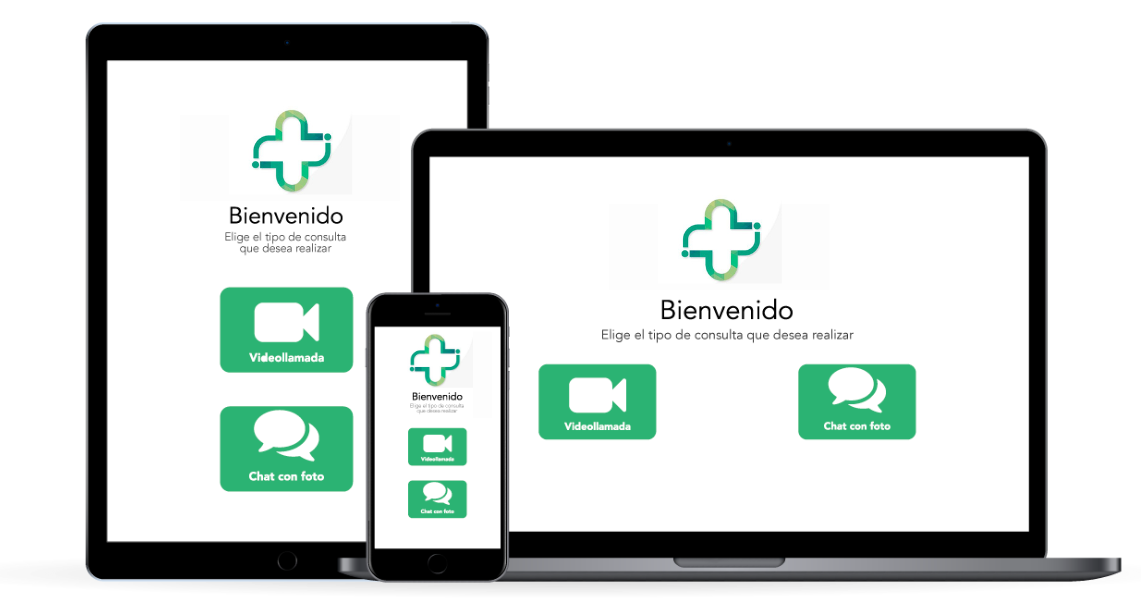 Bienvenido
Elige el tipo de consulta
que desea realizar
Videollamada
Chat con foto
Bienvenido
Elige el tipo de consulta
que desea realizar
Videollamada
Chat con foto
Bienvenido
Elige el tipo de consulta que desea realizar
Videollamada
Chat con foto